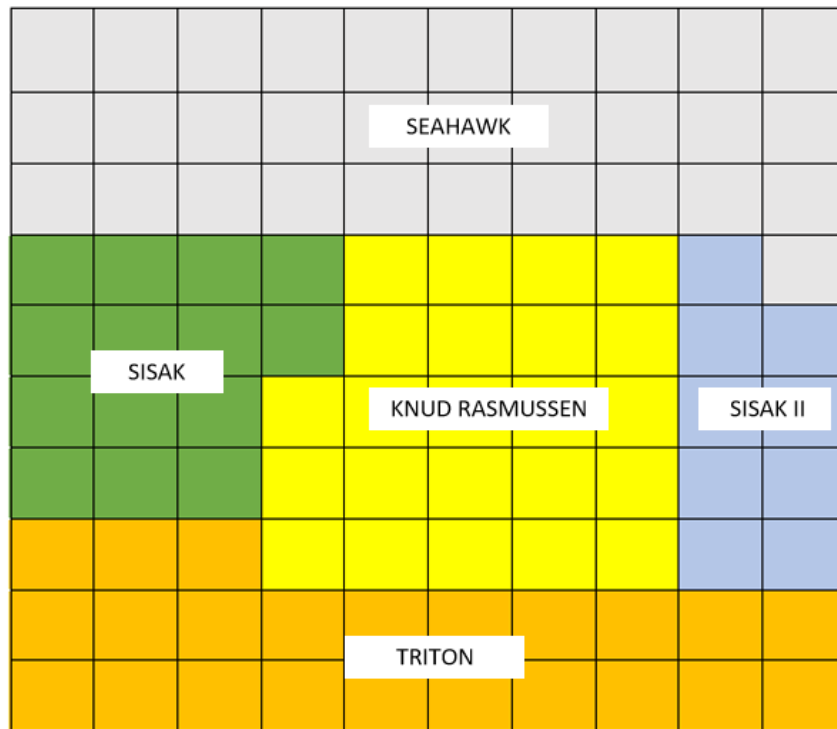 SEAHAWK
SISAK
KNUD RASMUSSEN
SISAK II
TRITON